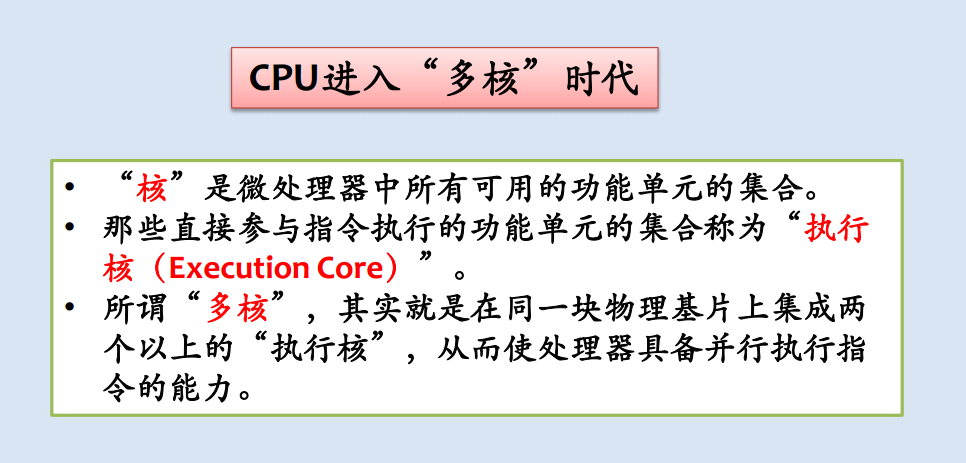 CPU进入“多核”时代
• “核”是微处理器中所有可用的功能单元的集合。
• 那些直接参与指令执行的功能单元的集合称为“执行
核（Execution Core）”。
• 所谓“多核”，其实就是在同一块物理基片上集成两
个以上的“执行核”，从而使处理器具备并行执行指
令的能力。